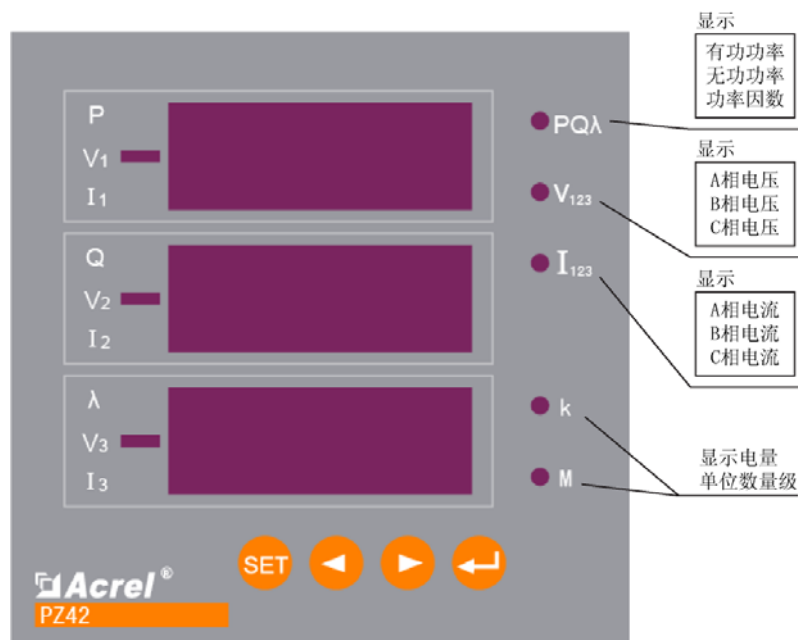 显示
有功功率
无功功率
功率因数
P
V1
I1
PQλ
V123
显示
A相电压
B相电压
C相电压
Q
V2
I2
I123
显示
A相电流
B相电流
C相电流
λ
V3
I3
k
M
显示电量
单位数量级
SET
Acrel®
PZ42